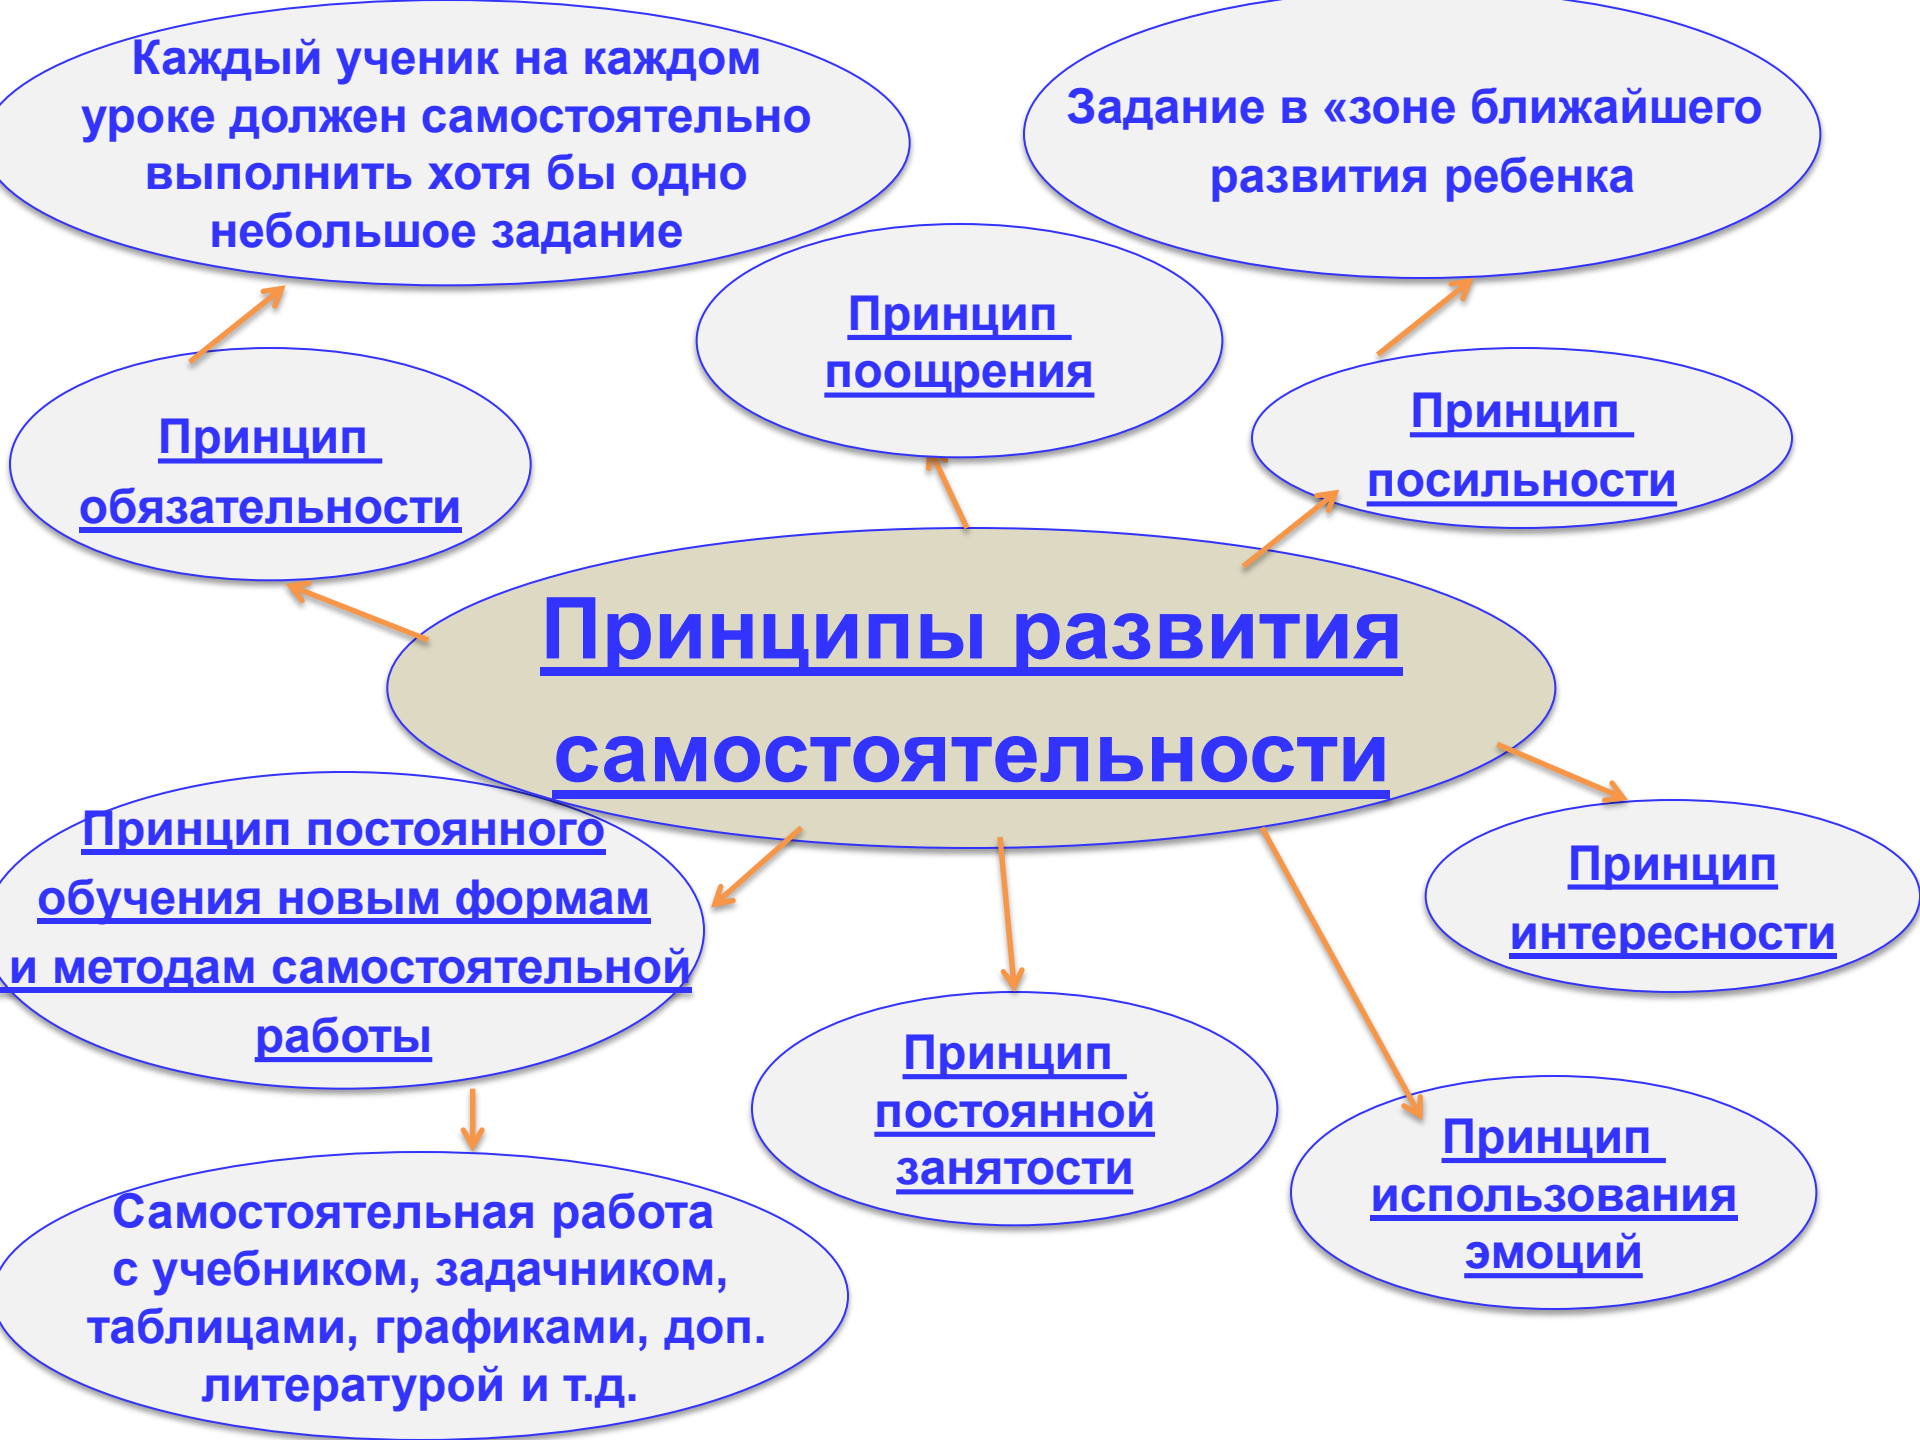 Каждый ученик на каждом
уроке должен самостоятельно
выполнить хотя бы одно
небольшое задание
Задание в «зоне ближайшего
развития ребенка
Принцип
поощрения
Принцип
обязательности
Принцип
посильности
Принципы развития
самостоятельности
Принцип постоянного
обучения новым формам
и методам самостоятельной
работы
Принцип
интересности
Принцип
постоянной
занятости
Принцип
использования
эмоций
Самостоятельная работа
с учебником, задачником,
таблицами, графиками, доп.
литературой и т.д.